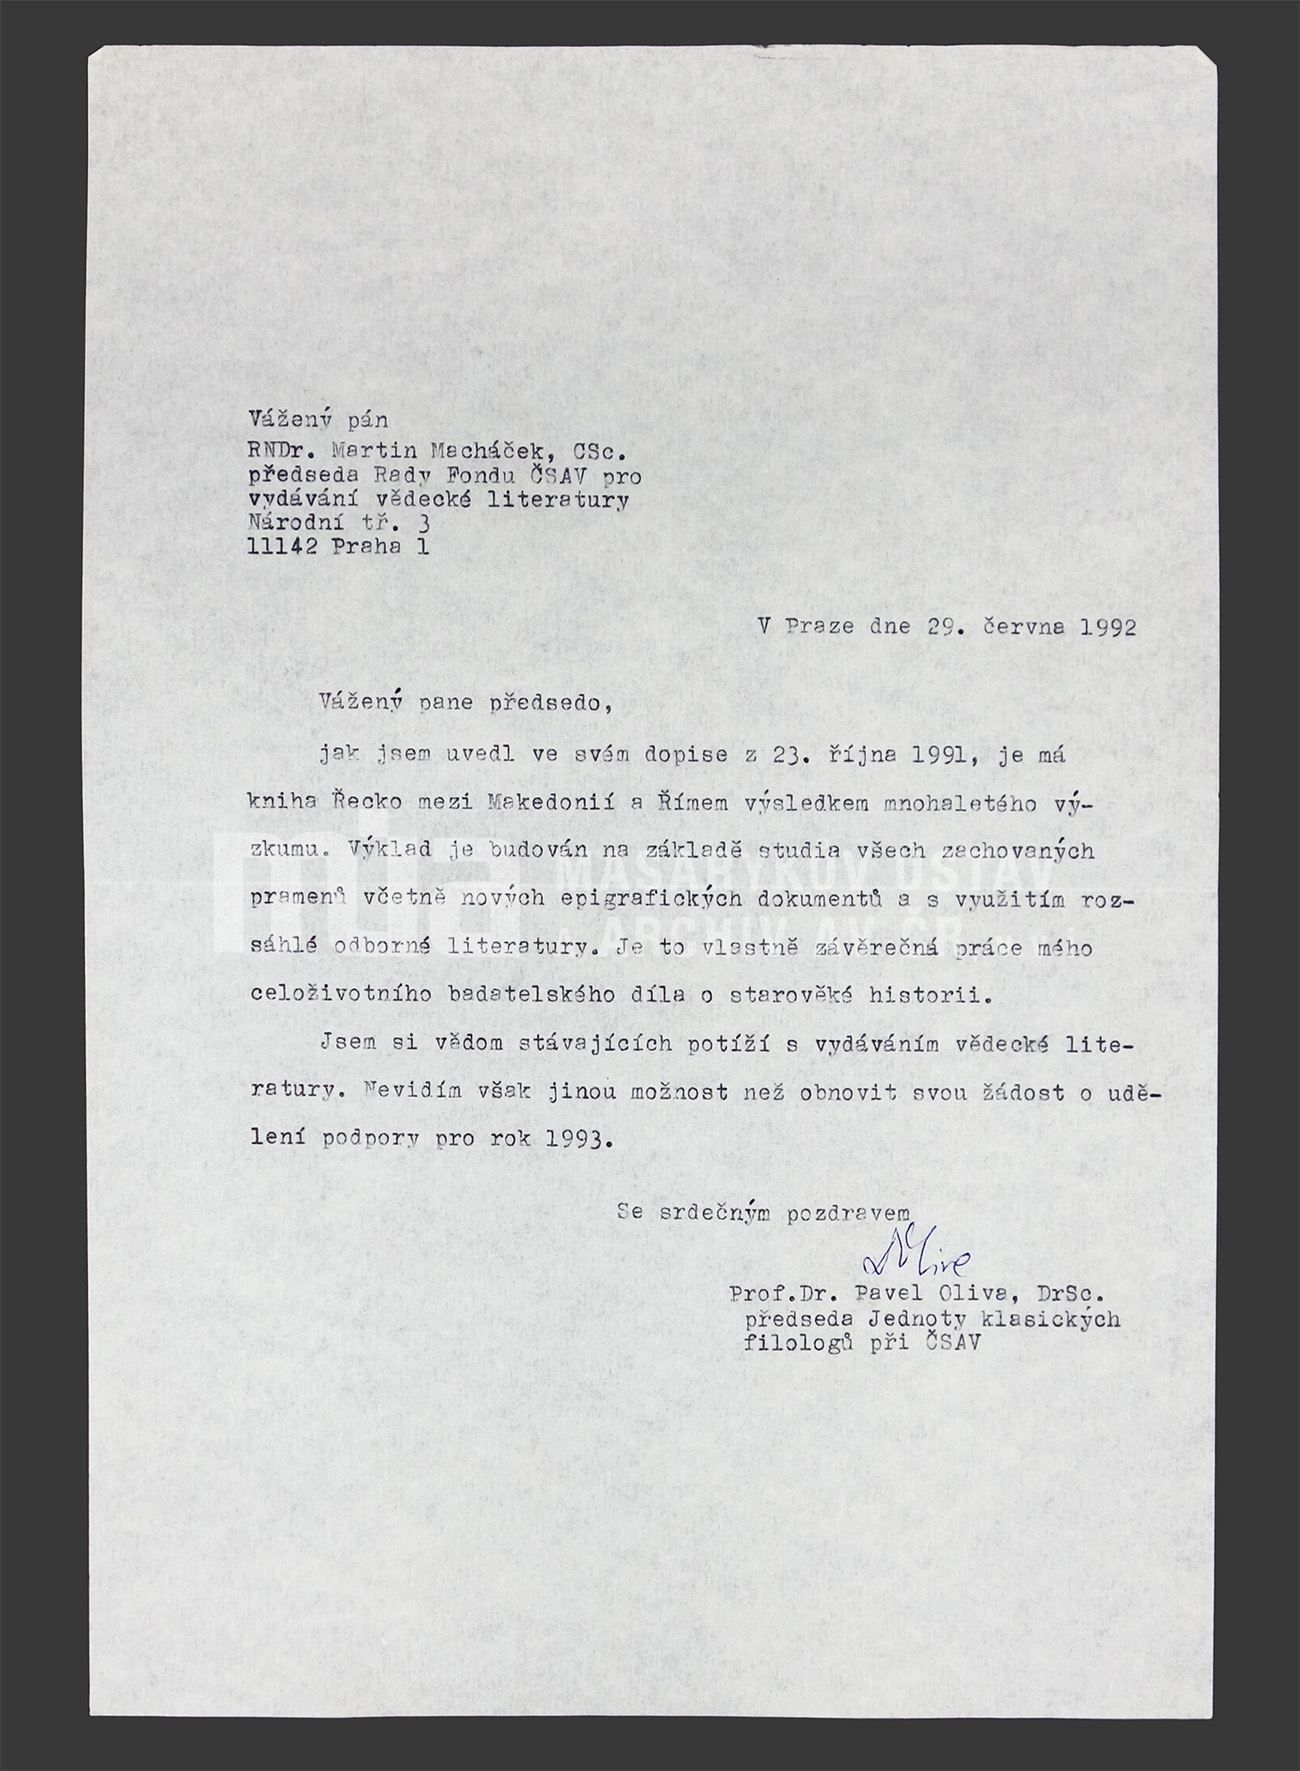 Vážený pán
RNDr. Martin Macháček, CSc.
předseda Rady Fondu ČSAV pro
vydávání vědecké literatury
Národní tř. 3
11142 Praha 1
V Praze dne 29. června 1992
Vážený pane předsedo,
jak jsem uvedl ve svém dopise z 23. října 1991, je má
kniha Řecko mezi Makedonií a Římem výsledkem mnohaletého vý-
zkumu. Výklad je budován na základě studia všech zachovaných
pramenů včetně nových epigrafických dokumentů a s využitím roz-
sáhlé odborné literatury. Je to vlastně závěrečná práce mého
celoživotního badatelského díla o starověké historii.
Jsem si vědom stávajících potíží s vydáváním vědecké lite-
ratury. Nevidím však jinou možnost než obnovit svou žádost o udě-
lení podpory pro rok 1993.
Se srdečným pozdravem
Prof.Dr. Pavel Oliva, DrSc.
předseda Jednoty klasických
filologů při ČSAV
MASARYKŮV ÚSTAV
A ARCHIV AV ČR